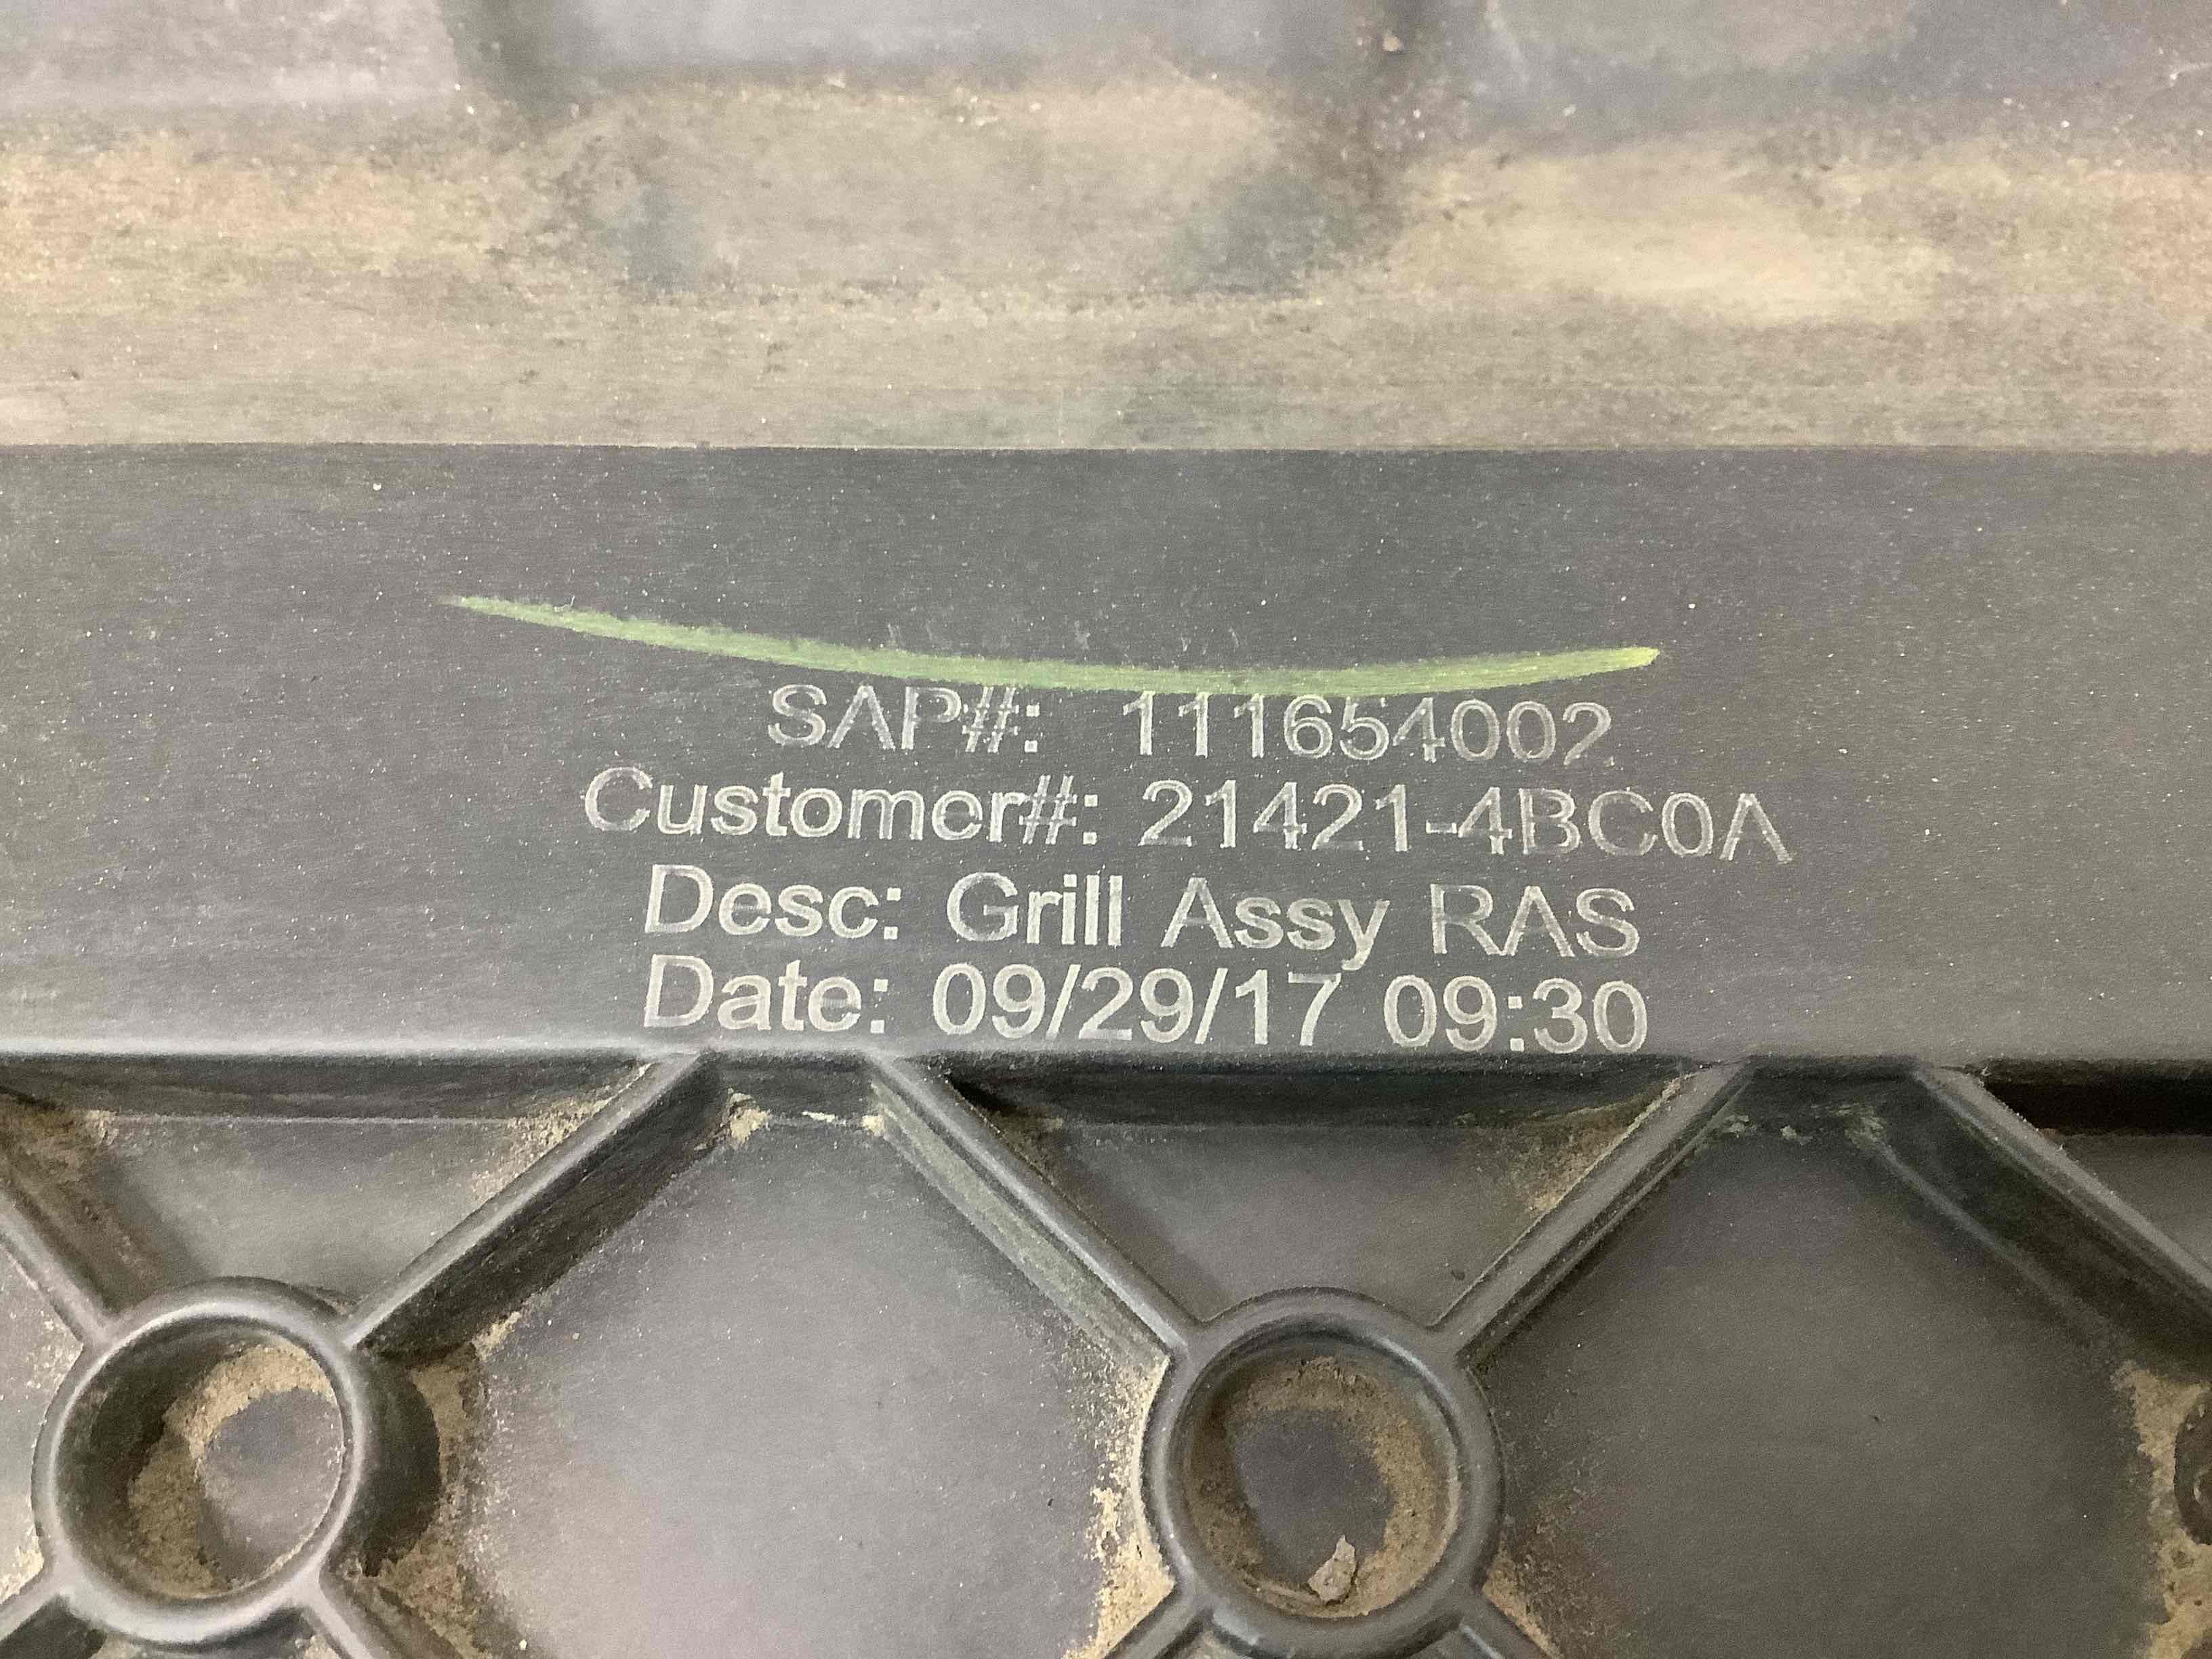 SAP#: 111654002
Customer#: 21421-4BC0A
Desc: Grill Assy RAS
Date: 09/29/17 09:30